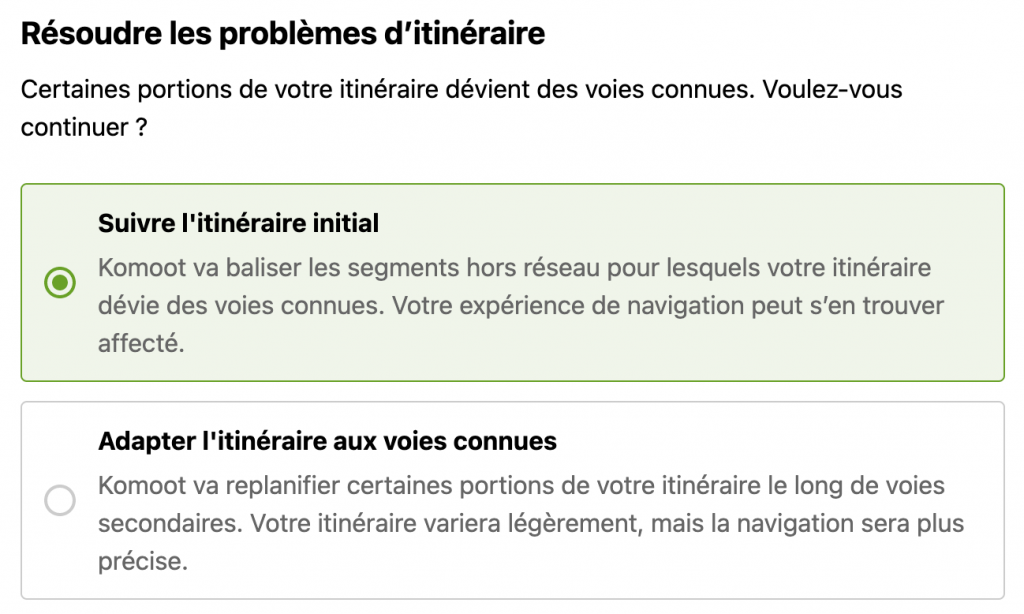 Résoudre les problèmes d’itinéraire
Certaines portions de votre itinéraire dévient des voies connues. Voulez-vous
continuer ?
Suivre l'itinéraire initial
Komoot va baliser les segments hors réseau pour lesquels votre itinéraire
dévie des voies connues. Votre expérience de navigation peut s’en trouver
affecté.
Adapter l'itinéraire aux voies connues
Komoot va replanifier certaines portions de votre itinéraire le long de voies
secondaires. Votre itinéraire variera légèrement, mais la navigation sera plus
précise.